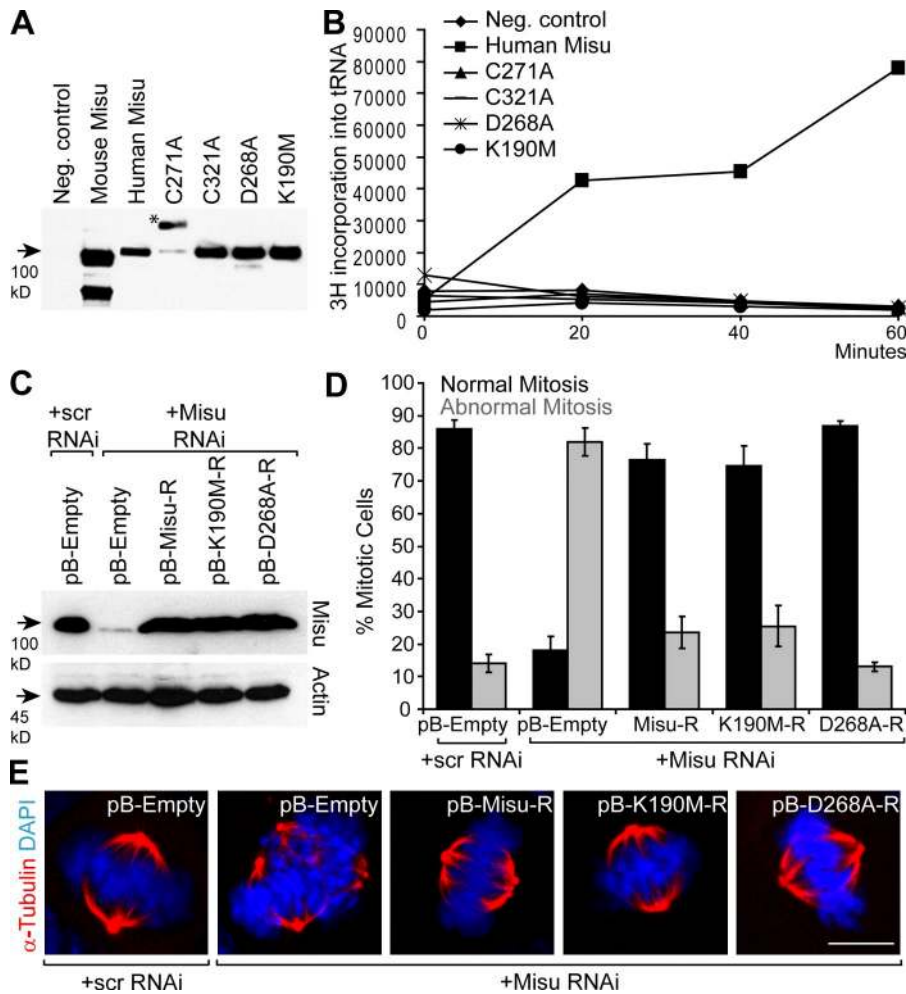 A
Neg. control
Mouse Misu
Human Misu
C271A
C321A
D268A
K190M
*
100
kD
B
Neg. control
Human Misu
C271A
C321A
D268A
K190M
3H incorporation into tRNA
90000
80000
70000
60000
50000
40000
30000
20000
10000
0
0 20 40 60
Minutes
C
+scr
RNAi
+Misu
RNAi
pB-Empty
pB-Empty
pB-Misu-R
pB-K190M-R
pB-D268A-R
100
kD
Misu
45
kD
Actin
D
Normal Mitosis
Abnormal Mitosis
% Mitotic Cells
100
90
80
70
60
50
40
30
20
10
0
pB-Empty pB-Empty Misu-R K190M-R D268A-R
+scr RNAi +Misu RNAi
E
α-Tubulin DAPI
pB-Empty pB-Empty pB-Misu-R pB-K190M-R pB-D268A-R
+scr RNAi +Misu RNAi